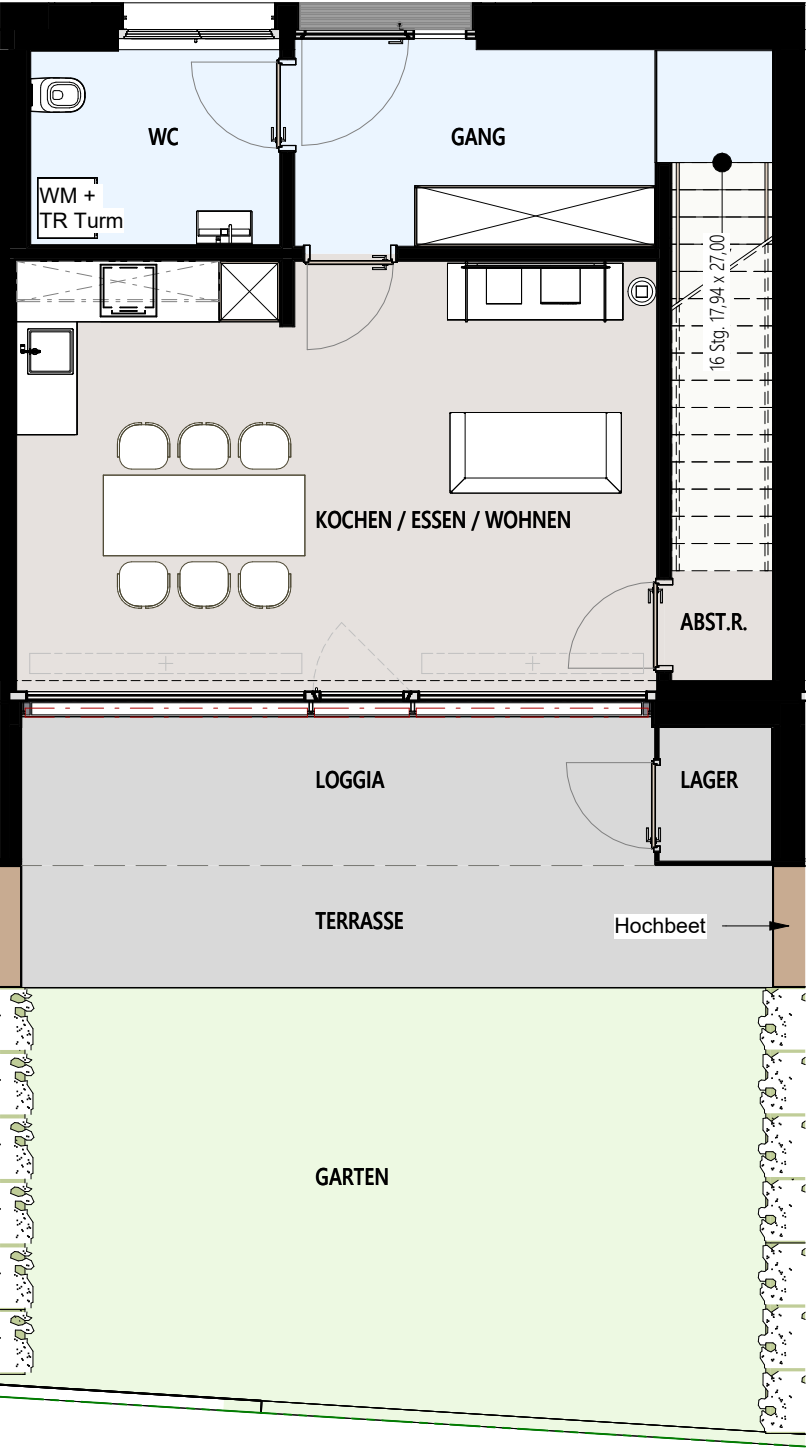 WC
GANG
WM +
TR Turm
16 Stg. 17,94 x 27,00
KOCHEN / ESSEN / WOHNEN
ABST.R.
LOGGIA
LAGER
TERRASSE
Hochbeet
GARTEN